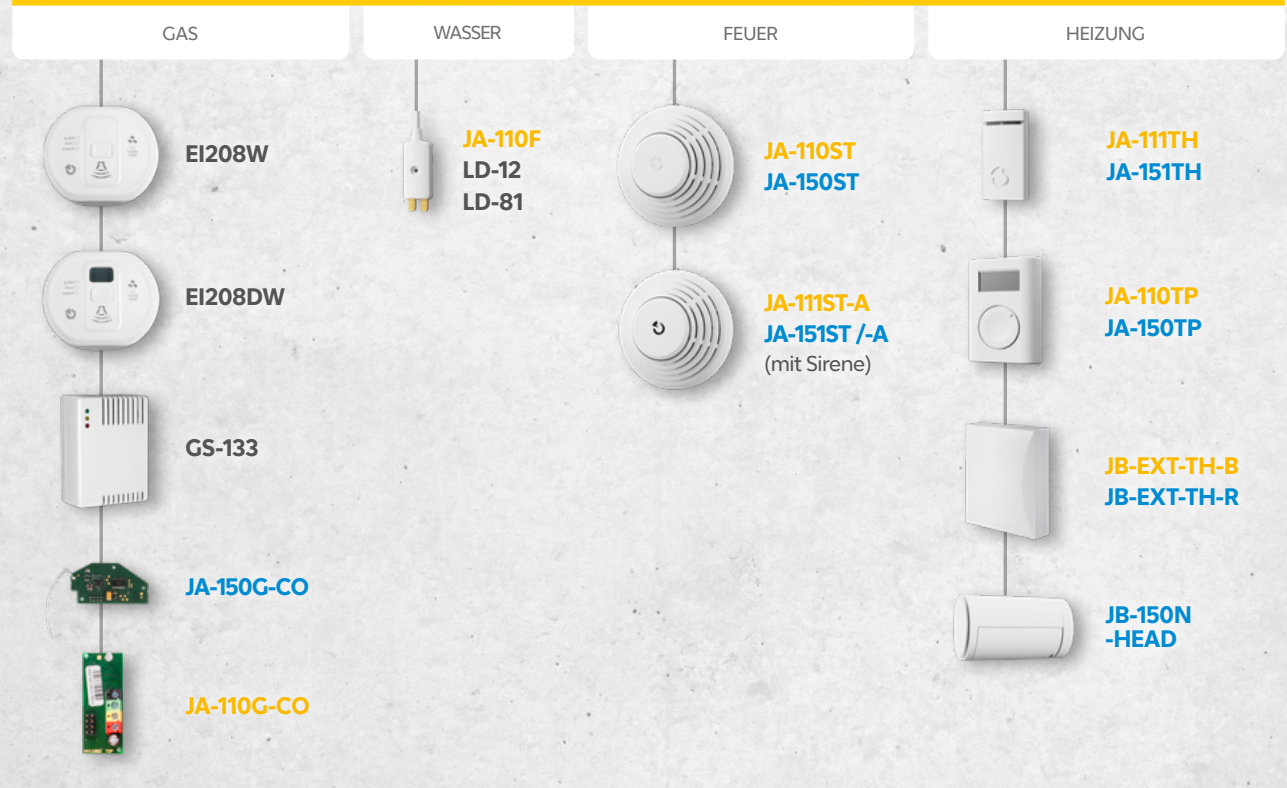 GAS
EI208W
EI208DW
GS-133
JA-150G-CO
JA-110G-CO
WASSER
JA-110F
LD-12
LD-81
FEUER
JA-110ST
JA-150ST
JA-111ST-A
JA-151ST /-A
(mit Sirene)
HEIZUNG
JA-111TH
JA-151TH
JA-110TP
JA-150TP
JB-EXT-TH-B
JB-EXT-TH-R
JB-150N
-HEAD